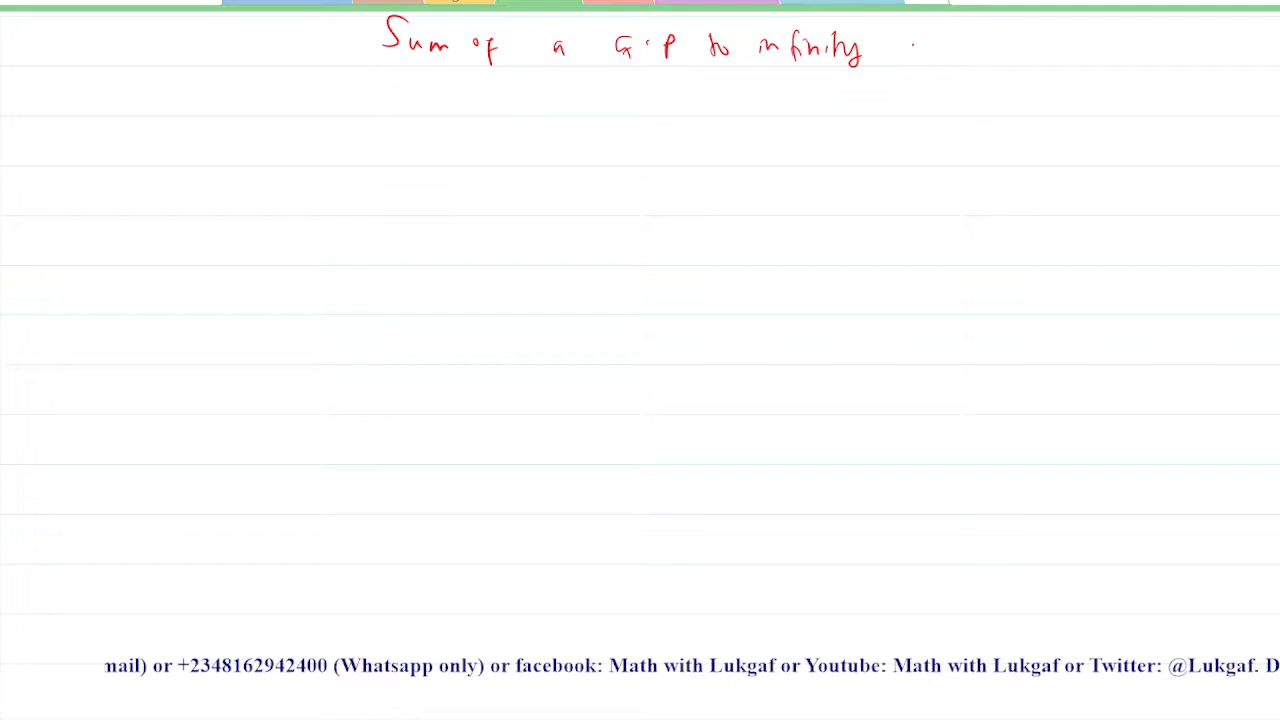 Sum of a G.P to infinity .
mail) or +2348162942400 (Whatsapp only) or facebook: Math with Lukgaf or Youtube: Math with Lukgaf or Twitter: @Lukgaf. D